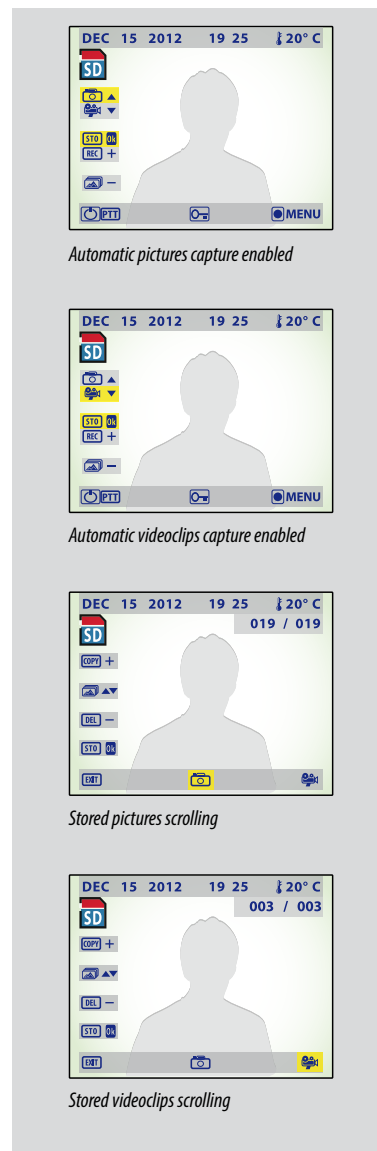 DEC 15 2012 19 25 20° C
SD
STO Ok
REC +
–
PTT MENU
Automatic pictures capture enabled
DEC 15 2012 19 25 20° C
SD
STO Ok
REC +
–
PTT MENU
Automatic videoclips capture enabled
DEC 15 2012 19 25 20° C
019 / 019
SD
COPY +
DEL –
STO Ok
EXIT
Stored pictures scrolling
DEC 15 2012 19 25 20° C
003 / 003
SD
COPY +
DEL –
STO Ok
EXIT
Stored videoclips scrolling